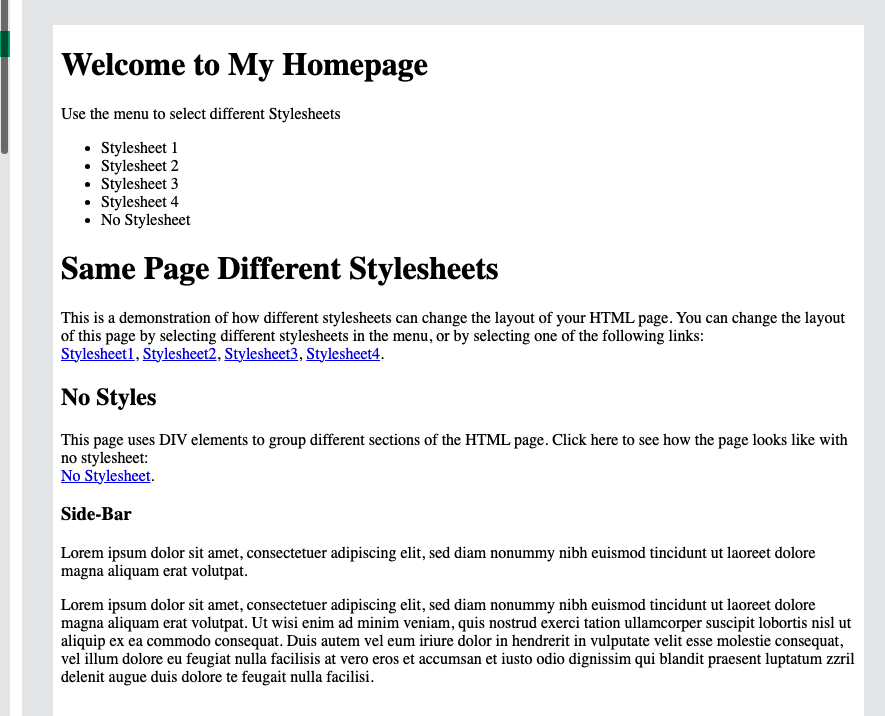 Welcome to My Homepage
Use the menu to select different Stylesheets
Stylesheet 1
Stylesheet 2
Stylesheet 3
Stylesheet 4
No Stylesheet
Same Page Different Stylesheets
This is a demonstration of how different stylesheets can change the layout of your HTML page. You can change the layout
of this page by selecting different stylesheets in the menu, or by selecting one of the following links:
Stylesheet1, Stylesheet2, Stylesheet3, Stylesheet4.
No Styles
This page uses DIV elements to group different sections of the HTML page. Click here to see how the page looks like with
no stylesheet:
No Stylesheet.
Side-Bar
Lorem ipsum dolor sit amet, consectetuer adipiscing elit, sed diam nonummy nibh euismod tincidunt ut laoreet dolore
magna aliquam erat volutpat.
Lorem ipsum dolor sit amet, consectetuer adipiscing elit, sed diam nonummy nibh euismod tincidunt ut laoreet dolore
magna aliquam erat volutpat. Ut wisi enim ad minim veniam, quis nostrud exerci tation ullamcorper suscipit lobortis nisl ut
aliquip ex ea commodo consequat. Duis autem vel eum iriure dolor in hendrerit in vulputate velit esse molestie consequat,
vel illum dolore eu feugiat nulla facilisis at vero eros et accumsan et iusto odio dignissim qui blandit praesent luptatum zzril
delenit augue duis dolore te feugait nulla facilisi.